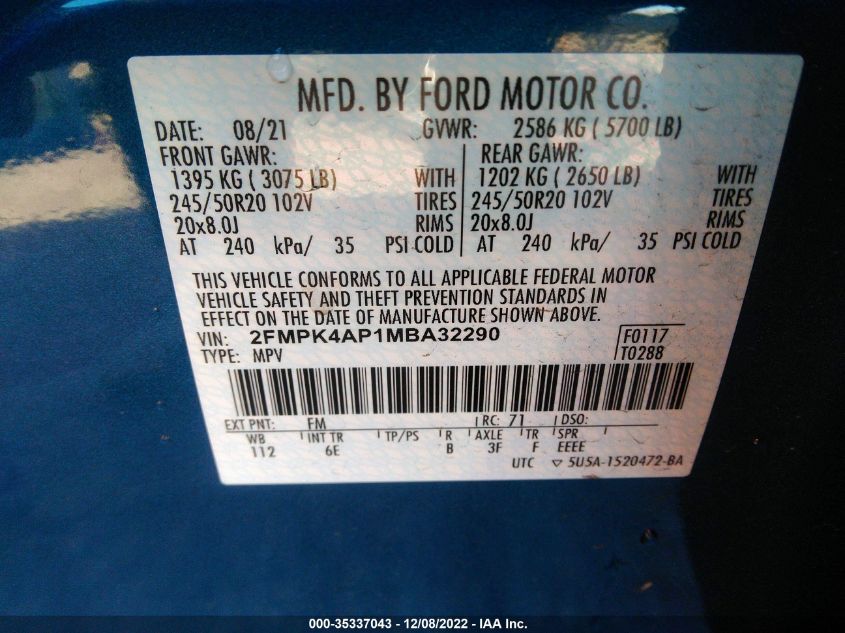 MFD. BY FORD MOTOR CO.
DATE: 08/21 GVWR: 2586 KG ( 5700 LB)
FRONT GAWR: REAR GAWR:
1395 KG ( 3075 LB) WITH 1202 KG ( 2650 LB) WITH
245/50R20 102V TIRES 245/50R20 102V TIRES
20x8.0J RIMS 20x8.0J RIMS
AT 240 kPa/ 35 PSI COLD AT 240 kPa/ 35 PSI COLD
THIS VEHICLE CONFORMS TO ALL APPLICABLE FEDERAL MOTOR
VEHICLE SAFETY AND THEFT PREVENTION STANDARDS IN
EFFECT ON THE DATE OF MANUFACTURE SHOWN ABOVE.
VIN: 2FMPK4AP1MBA32290 F0117
TYPE: MPV T0288
EXT PNT: FM RC: 71 DSO:
WB INT TR TP/PS R AXLE TR SPR
112 6E B 3F F EEEE
UTC ▽ 5U5A-1520472-BA
000-35337043 - 12/08/2022 - IAA Inc.